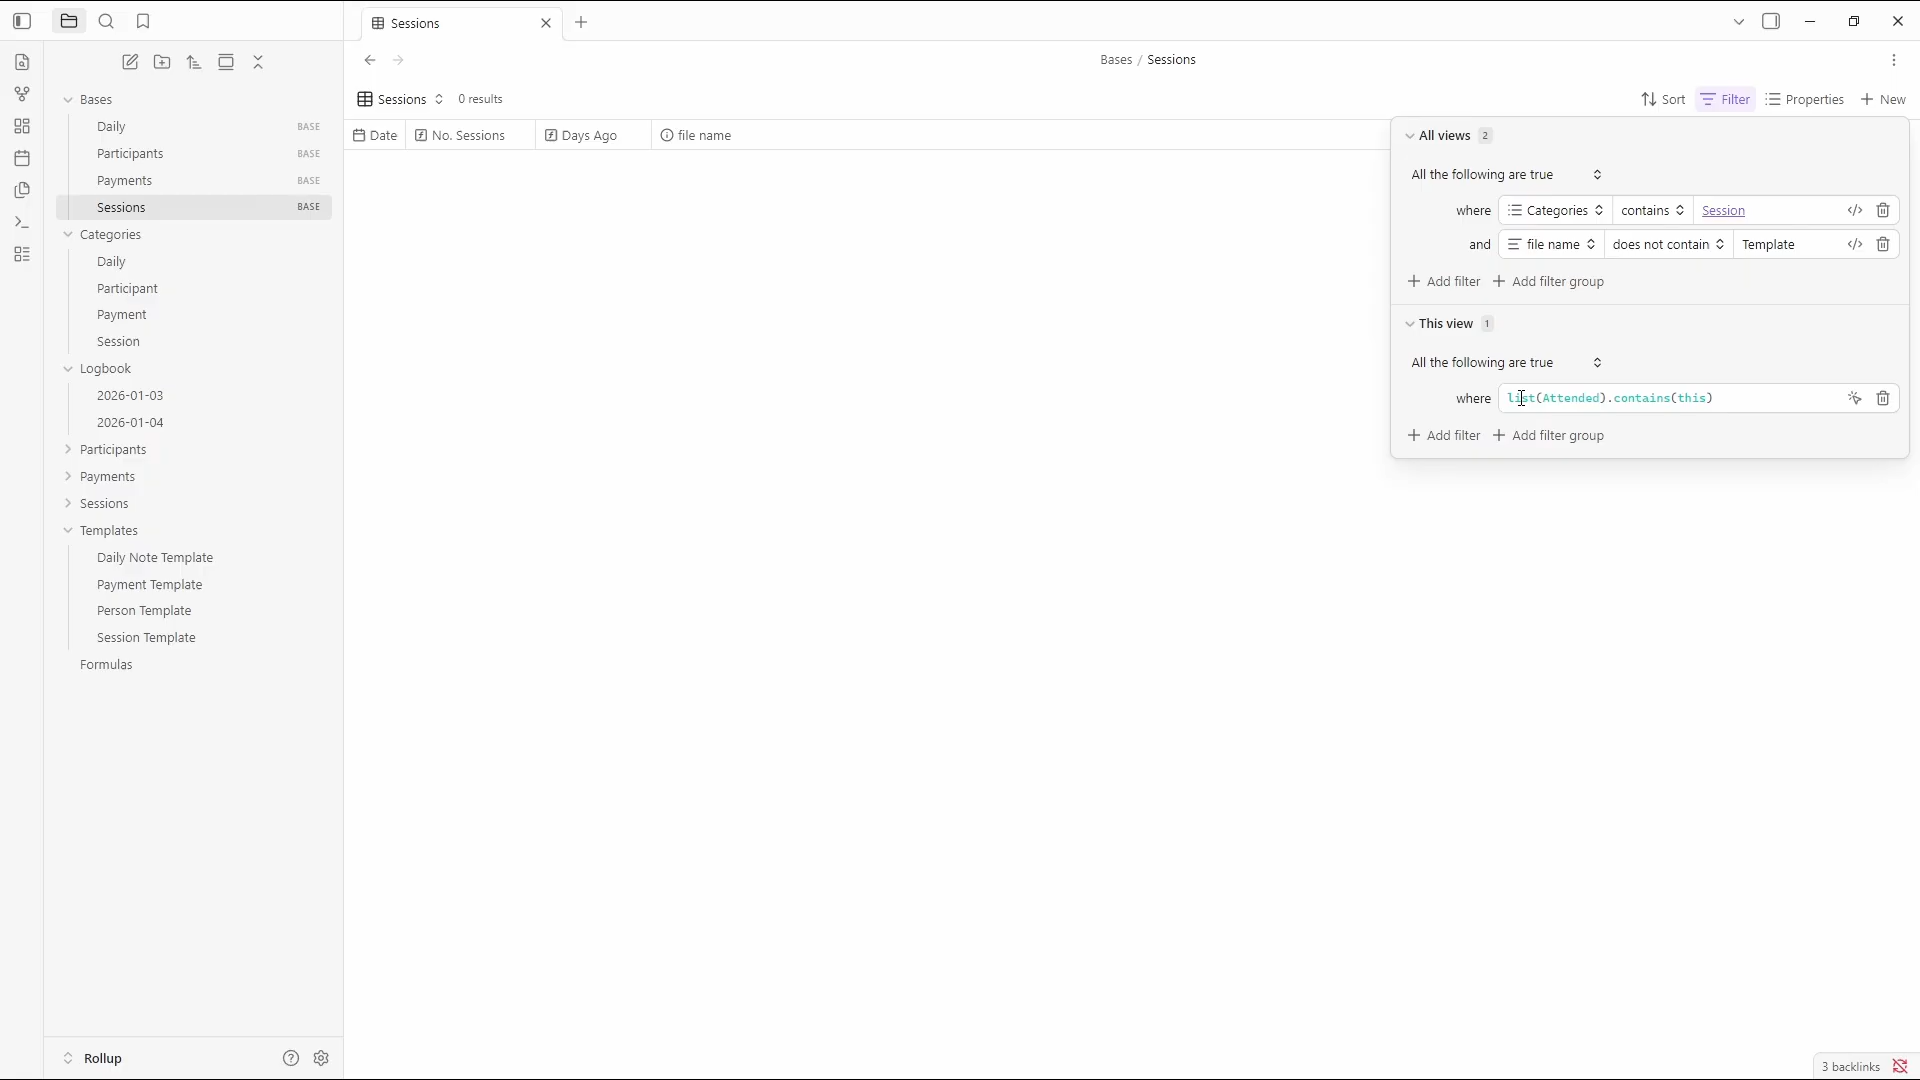 Sessions
Bases / Sessions
Sessions 0 results
Sort Filter Properties New
Date No. Sessions Days Ago file name
Bases
Daily BASE
Participants BASE
Payments BASE
Sessions BASE
Categories
Daily
Participant
Payment
Session
Logbook
2026-01-03
2026-01-04
Participants
Payments
Sessions
Templates
Daily Note Template
Payment Template
Person Template
Session Template
Formulas
Rollup
All views 2
All the following are true
where Categories contains Session
and file name does not contain Template
Add filter Add filter group
This view 1
All the following are true
where list(Attended).contains(this)
Add filter Add filter group
3 backlinks